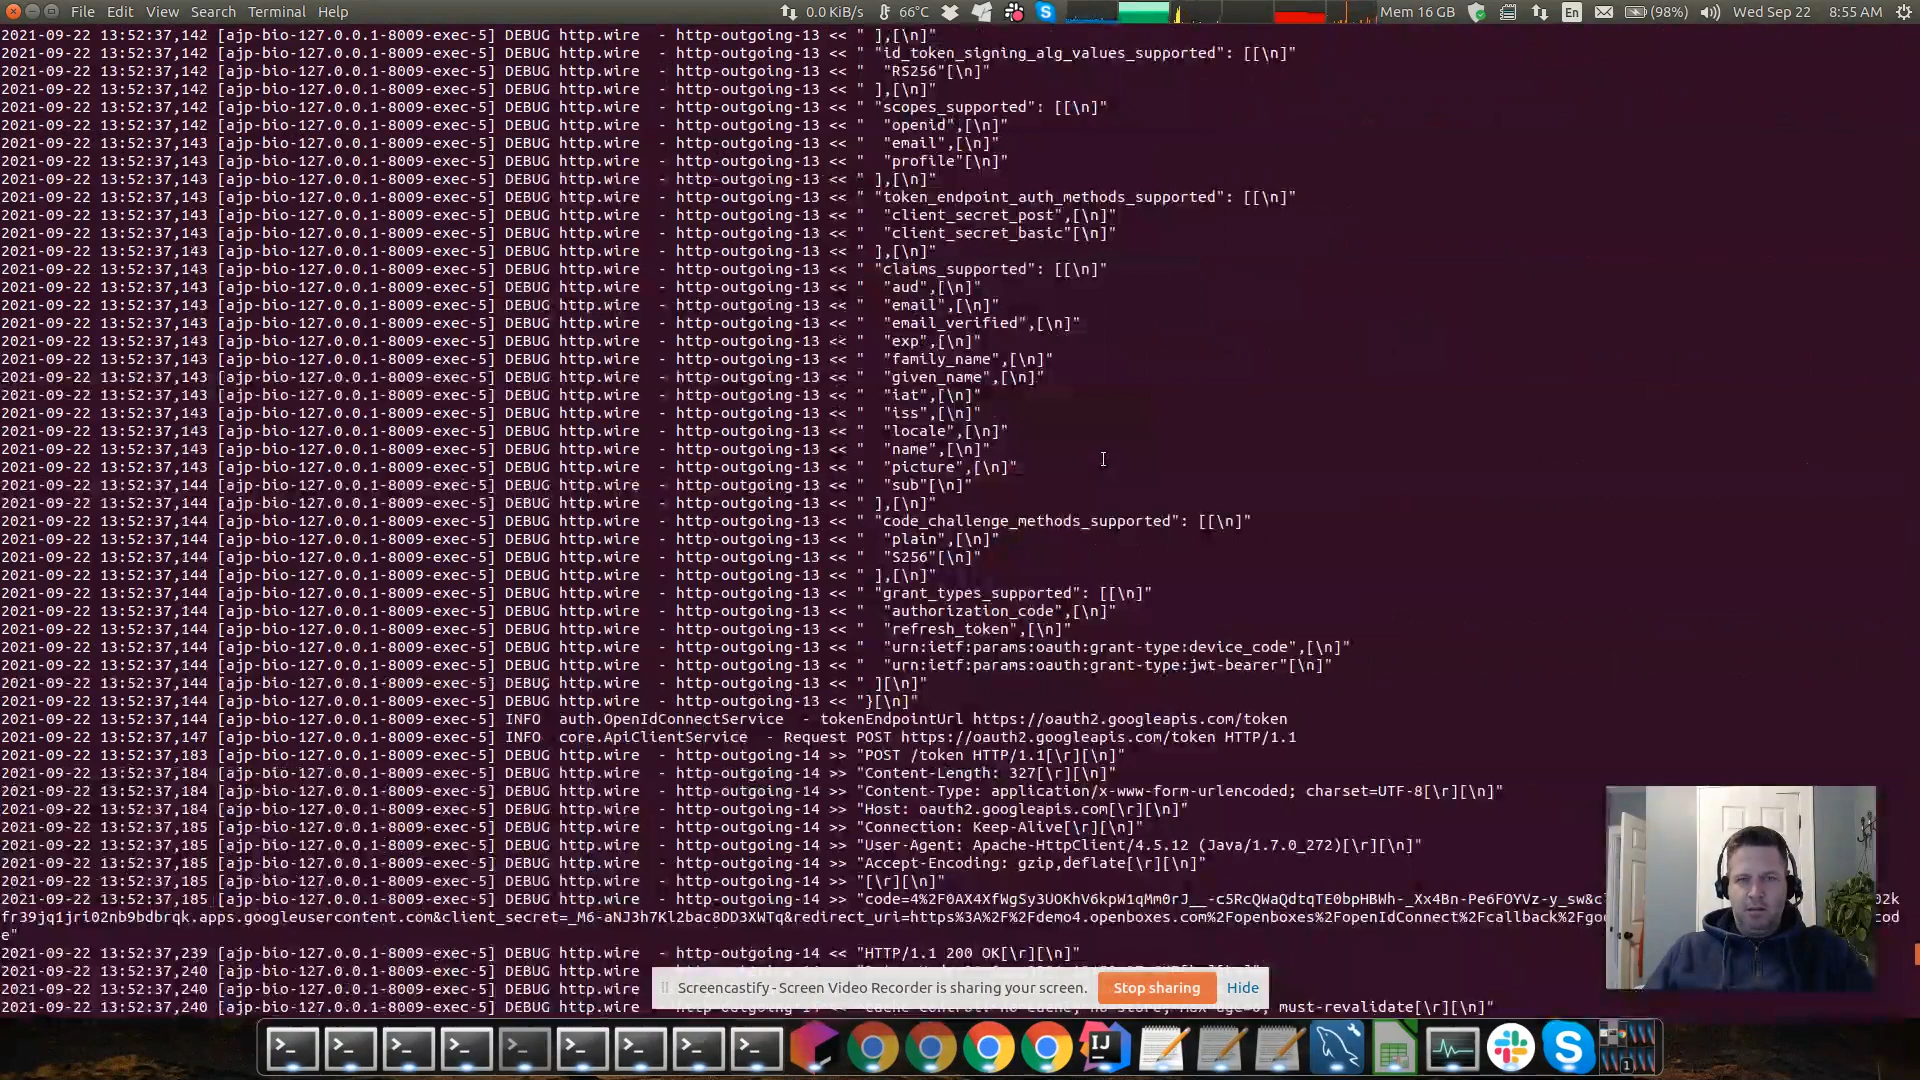 File Edit View Search Terminal Help 0.0 KiB/s 66°C Mem 16 GB En (98%) Wed Sep 22 8:55 AM
2021-09-22 13:52:37,142 [ajp-bio-127.0.0.1-8009-exec-5] DEBUG http.wire - http-outgoing-13 << " ],[\n]"
2021-09-22 13:52:37,142 [ajp-bio-127.0.0.1-8009-exec-5] DEBUG http.wire - http-outgoing-13 << " "id_token_signing_alg_values_supported": [[\n]"
2021-09-22 13:52:37,142 [ajp-bio-127.0.0.1-8009-exec-5] DEBUG http.wire - http-outgoing-13 << "  "RS256"[\n]"
2021-09-22 13:52:37,142 [ajp-bio-127.0.0.1-8009-exec-5] DEBUG http.wire - http-outgoing-13 << " ],[\n]"
2021-09-22 13:52:37,142 [ajp-bio-127.0.0.1-8009-exec-5] DEBUG http.wire - http-outgoing-13 << " "scopes_supported": [[\n]"
2021-09-22 13:52:37,142 [ajp-bio-127.0.0.1-8009-exec-5] DEBUG http.wire - http-outgoing-13 << "  "openid",[\n]"
2021-09-22 13:52:37,143 [ajp-bio-127.0.0.1-8009-exec-5] DEBUG http.wire - http-outgoing-13 << "  "email",[\n]"
2021-09-22 13:52:37,143 [ajp-bio-127.0.0.1-8009-exec-5] DEBUG http.wire - http-outgoing-13 << "  "profile"[\n]"
2021-09-22 13:52:37,143 [ajp-bio-127.0.0.1-8009-exec-5] DEBUG http.wire - http-outgoing-13 << " ],[\n]"
2021-09-22 13:52:37,143 [ajp-bio-127.0.0.1-8009-exec-5] DEBUG http.wire - http-outgoing-13 << " "token_endpoint_auth_methods_supported": [[\n]"
2021-09-22 13:52:37,143 [ajp-bio-127.0.0.1-8009-exec-5] DEBUG http.wire - http-outgoing-13 << "  "client_secret_post",[\n]"
2021-09-22 13:52:37,143 [ajp-bio-127.0.0.1-8009-exec-5] DEBUG http.wire - http-outgoing-13 << "  "client_secret_basic"[\n]"
2021-09-22 13:52:37,143 [ajp-bio-127.0.0.1-8009-exec-5] DEBUG http.wire - http-outgoing-13 << " ],[\n]"
2021-09-22 13:52:37,143 [ajp-bio-127.0.0.1-8009-exec-5] DEBUG http.wire - http-outgoing-13 << " "claims_supported": [[\n]"
2021-09-22 13:52:37,143 [ajp-bio-127.0.0.1-8009-exec-5] DEBUG http.wire - http-outgoing-13 << "  "aud",[\n]"
2021-09-22 13:52:37,143 [ajp-bio-127.0.0.1-8009-exec-5] DEBUG http.wire - http-outgoing-13 << "  "email",[\n]"
2021-09-22 13:52:37,143 [ajp-bio-127.0.0.1-8009-exec-5] DEBUG http.wire - http-outgoing-13 << "  "email_verified",[\n]"
2021-09-22 13:52:37,143 [ajp-bio-127.0.0.1-8009-exec-5] DEBUG http.wire - http-outgoing-13 << "  "exp",[\n]"
2021-09-22 13:52:37,143 [ajp-bio-127.0.0.1-8009-exec-5] DEBUG http.wire - http-outgoing-13 << "  "family_name",[\n]"
2021-09-22 13:52:37,143 [ajp-bio-127.0.0.1-8009-exec-5] DEBUG http.wire - http-outgoing-13 << "  "given_name",[\n]"
2021-09-22 13:52:37,143 [ajp-bio-127.0.0.1-8009-exec-5] DEBUG http.wire - http-outgoing-13 << "  "iat",[\n]"
2021-09-22 13:52:37,143 [ajp-bio-127.0.0.1-8009-exec-5] DEBUG http.wire - http-outgoing-13 << "  "iss",[\n]"
2021-09-22 13:52:37,143 [ajp-bio-127.0.0.1-8009-exec-5] DEBUG http.wire - http-outgoing-13 << "  "locale",[\n]"
2021-09-22 13:52:37,143 [ajp-bio-127.0.0.1-8009-exec-5] DEBUG http.wire - http-outgoing-13 << "  "name",[\n]"
2021-09-22 13:52:37,143 [ajp-bio-127.0.0.1-8009-exec-5] DEBUG http.wire - http-outgoing-13 << "  "picture",[\n]"
2021-09-22 13:52:37,144 [ajp-bio-127.0.0.1-8009-exec-5] DEBUG http.wire - http-outgoing-13 << "  "sub"[\n]"
2021-09-22 13:52:37,144 [ajp-bio-127.0.0.1-8009-exec-5] DEBUG http.wire - http-outgoing-13 << " ],[\n]"
2021-09-22 13:52:37,144 [ajp-bio-127.0.0.1-8009-exec-5] DEBUG http.wire - http-outgoing-13 << " "code_challenge_methods_supported": [[\n]"
2021-09-22 13:52:37,144 [ajp-bio-127.0.0.1-8009-exec-5] DEBUG http.wire - http-outgoing-13 << "  "plain",[\n]"
2021-09-22 13:52:37,144 [ajp-bio-127.0.0.1-8009-exec-5] DEBUG http.wire - http-outgoing-13 << "  "S256"[\n]"
2021-09-22 13:52:37,144 [ajp-bio-127.0.0.1-8009-exec-5] DEBUG http.wire - http-outgoing-13 << " ],[\n]"
2021-09-22 13:52:37,144 [ajp-bio-127.0.0.1-8009-exec-5] DEBUG http.wire - http-outgoing-13 << " "grant_types_supported": [[\n]"
2021-09-22 13:52:37,144 [ajp-bio-127.0.0.1-8009-exec-5] DEBUG http.wire - http-outgoing-13 << "  "authorization_code",[\n]"
2021-09-22 13:52:37,144 [ajp-bio-127.0.0.1-8009-exec-5] DEBUG http.wire - http-outgoing-13 << "  "refresh_token",[\n]"
2021-09-22 13:52:37,144 [ajp-bio-127.0.0.1-8009-exec-5] DEBUG http.wire - http-outgoing-13 << "  "urn:ietf:params:oauth:grant-type:device_code",[\n]"
2021-09-22 13:52:37,144 [ajp-bio-127.0.0.1-8009-exec-5] DEBUG http.wire - http-outgoing-13 << "  "urn:ietf:params:oauth:grant-type:jwt-bearer"[\n]"
2021-09-22 13:52:37,144 [ajp-bio-127.0.0.1-8009-exec-5] DEBUG http.wire - http-outgoing-13 << " ][\n]"
2021-09-22 13:52:37,144 [ajp-bio-127.0.0.1-8009-exec-5] DEBUG http.wire - http-outgoing-13 << "}[\n]"
2021-09-22 13:52:37,144 [ajp-bio-127.0.0.1-8009-exec-5] INFO auth.OpenIdConnectService - tokenEndpointUrl https://oauth2.googleapis.com/token
2021-09-22 13:52:37,147 [ajp-bio-127.0.0.1-8009-exec-5] INFO core.ApiClientService - Request POST https://oauth2.googleapis.com/token HTTP/1.1
2021-09-22 13:52:37,183 [ajp-bio-127.0.0.1-8009-exec-5] DEBUG http.wire - http-outgoing-14 >> "POST /token HTTP/1.1[\r][\n]"
2021-09-22 13:52:37,184 [ajp-bio-127.0.0.1-8009-exec-5] DEBUG http.wire - http-outgoing-14 >> "Content-Length: 327[\r][\n]"
2021-09-22 13:52:37,184 [ajp-bio-127.0.0.1-8009-exec-5] DEBUG http.wire - http-outgoing-14 >> "Content-Type: application/x-www-form-urlencoded; charset=UTF-8[\r][\n]"
2021-09-22 13:52:37,184 [ajp-bio-127.0.0.1-8009-exec-5] DEBUG http.wire - http-outgoing-14 >> "Host: oauth2.googleapis.com[\r][\n]"
2021-09-22 13:52:37,185 [ajp-bio-127.0.0.1-8009-exec-5] DEBUG http.wire - http-outgoing-14 >> "Connection: Keep-Alive[\r][\n]"
2021-09-22 13:52:37,185 [ajp-bio-127.0.0.1-8009-exec-5] DEBUG http.wire - http-outgoing-14 >> "User-Agent: Apache-HttpClient/4.5.12 (Java/1.7.0_272)[\r][\n]"
2021-09-22 13:52:37,185 [ajp-bio-127.0.0.1-8009-exec-5] DEBUG http.wire - http-outgoing-14 >> "Accept-Encoding: gzip,deflate[\r][\n]"
2021-09-22 13:52:37,185 [ajp-bio-127.0.0.1-8009-exec-5] DEBUG http.wire - http-outgoing-14 >> "[\r][\n]"
2021-09-22 13:52:37,185 [ajp-bio-127.0.0.1-8009-exec-5] DEBUG http.wire - http-outgoing-14 >> "code=4%2F0AX4XfWgSy3UOKhV6kpW1qMm0rJ__-c5RcQWaQdtqTE0bpHBWh-_Xx4Bn-Pe6FOYVz-y_sw&c 02k
fr39jq1jri02nb9bdbrqk.apps.googleusercontent.com&client_secret=_M6-aNJ3h7Kl2bac8DD3XWTq&redirect_uri=https%3A%2F%2Fdemo4.openboxes.com%2Fopenboxes%2FopenIdConnect%2Fcallback%2Fgo cod
e"
2021-09-22 13:52:37,239 [ajp-bio-127.0.0.1-8009-exec-5] DEBUG http.wire - http-outgoing-14 << "HTTP/1.1 200 OK[\r][\n]"
2021-09-22 13:52:37,240 [ajp-bio-127.0.0.1-8009-exec-5] DEBUG http.wire
2021-09-22 13:52:37,240 [ajp-bio-127.0.0.1-8009-exec-5] DEBUG http.wire
Screencastify - Screen Video Recorder is sharing your screen. Stop sharing Hide
2021-09-22 13:52:37,240 [ajp-bio-127.0.0.1-8009-exec-5] DEBUG http.wire must-revalidate[\r][\n]"